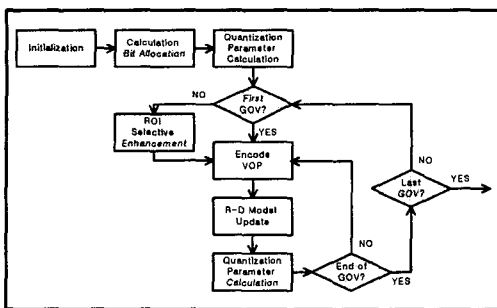 Initialization
Calculation
Bit Allocation
Quantization
Parameter
Calculation
NO
First
GOV?
ROI
Selective
Enhancement
YES
Encode
VOP
NO
YES
Last
GOV?
R-D Model
Update
NO
Quantization
Parameter
Calculation
End of
GOV?
YES